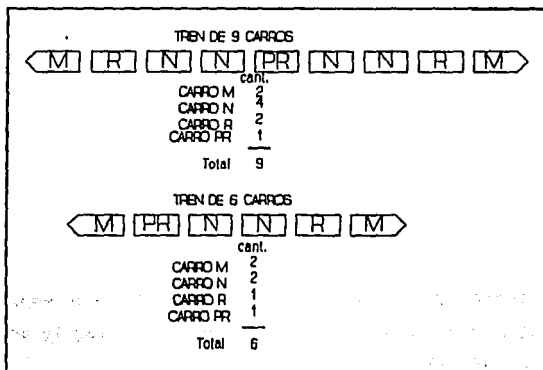 TREN DE 9 CARROS
M R N N PR N N R M
cant.
CARRO M 2
CARRO N 4
CARRO R 2
CARRO PR 1
Total 9
TREN DE 6 CARROS
M PR N N R M
cant.
CARRO M 2
CARRO N 2
CARRO R 1
CARRO PR 1
Total 6